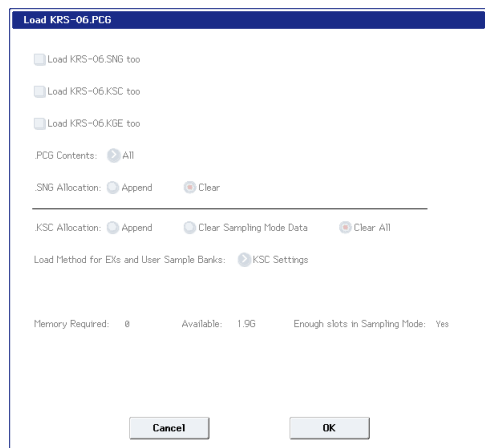 Load KRS-06.PCG
Load KRS-06.SNG too
Load KRS-06.KSC too
Load KRS-06.KGE too
.PCG Contents: All
.SNG Allocation: Append Clear
.KSC Allocation: Append Clear Sampling Mode Data Clear All
Load Method for EXs and User Sample Banks: KSC Settings
Memory Required: 0 Available: 1.9G Enough slots in Sampling Mode: Yes
Cancel OK